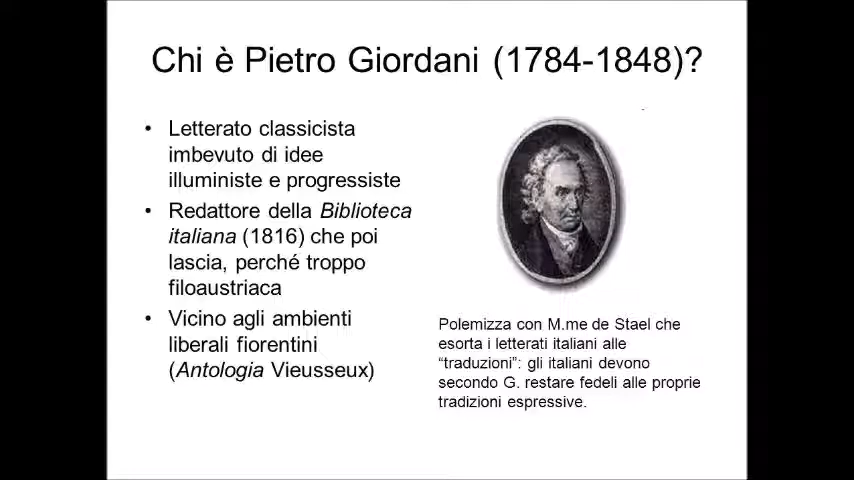 Chi è Pietro Giordani (1784-1848)?
• Letterato classicista
imbevuto di idee
illuministe e progressiste
• Redattore della Biblioteca
italiana (1816) che poi
lascia, perché troppo
filoaustriaca
• Vicino agli ambienti
liberali fiorentini
(Antologia Vieusseux)
Polemizza con M.me de Stael che
esorta i letterati italiani alle
“traduzioni”: gli italiani devono
secondo G. restare fedeli alle proprie
tradizioni espressive.